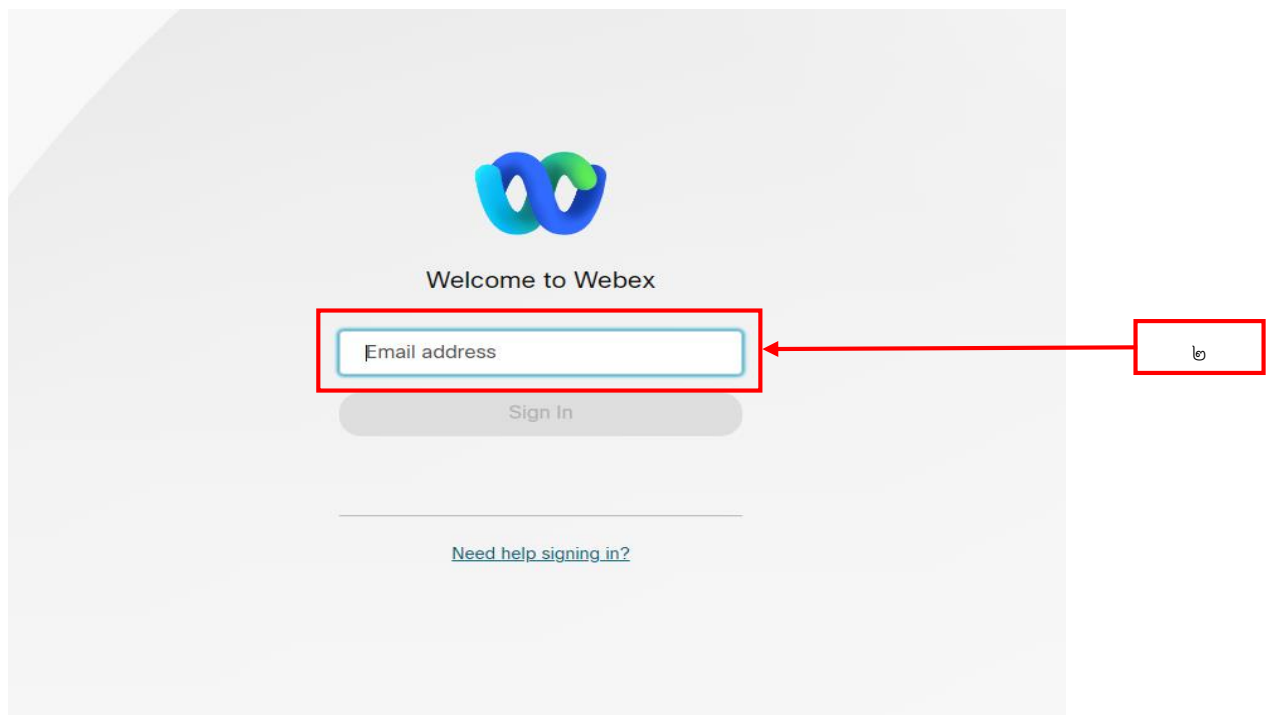 Welcome to Webex
Email address
๒
Sign In
Need help signing in?